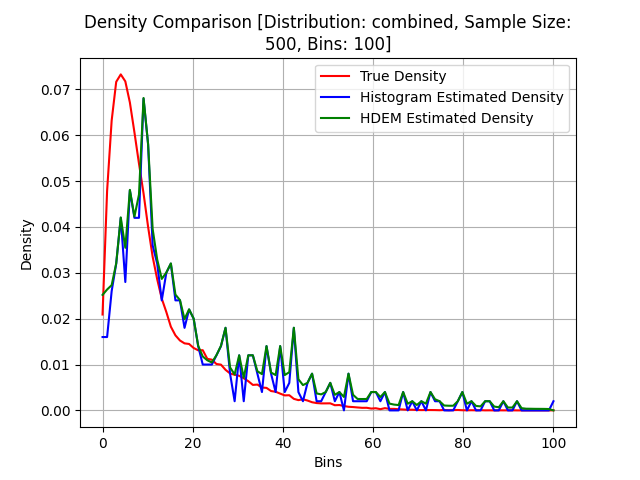 Density Comparison [Distribution: combined, Sample Size:
500, Bins: 100]
True Density
Histogram Estimated Density
HDEM Estimated Density
Density
0.07
0.06
0.05
0.04
0.03
0.02
0.01
0.00
0 20 40 60 80 100
Bins